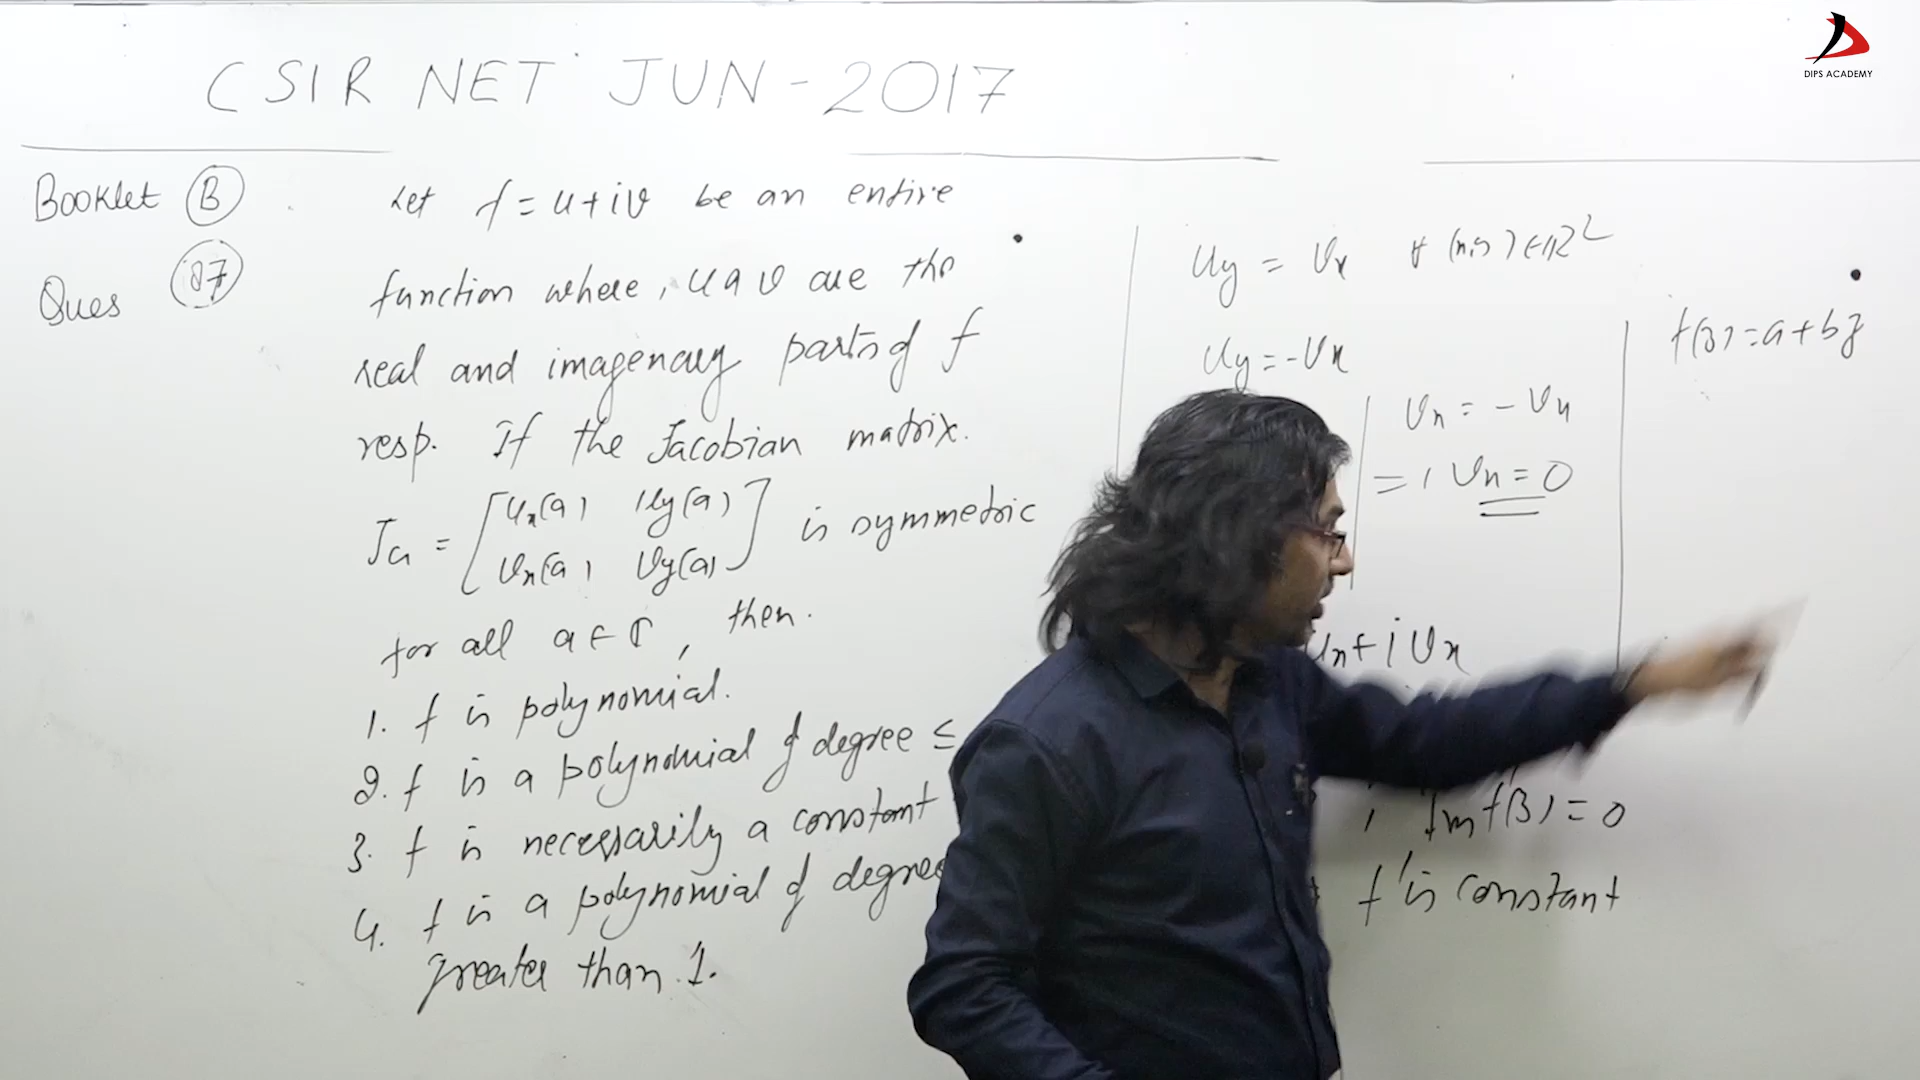 DIPS ACADEMY
CSIR NET JUN-2017
Booklet B
Ques 87
Let f = u+iv be an entire
function where, u & v are the
real and imagenary parts of f
resp. If the Jacobian matrix.
Ja = [ux(a) uy(a)
vx(a) vy(a)] is symmetric
for all a ∈ ℂ, then.
1. f is polynomial.
2. f is a polynomial of degree ≤
3. f is necessarily a constant
4. f is a polynomial of degree
greater than 1.
uy = vx ∀ (x,y) ∈ ℝ²
uy = -vx
vx = - vx
=) vx = 0
ux + i vx
Im f'(z) = 0
f' is constant
f(z) = a + bz